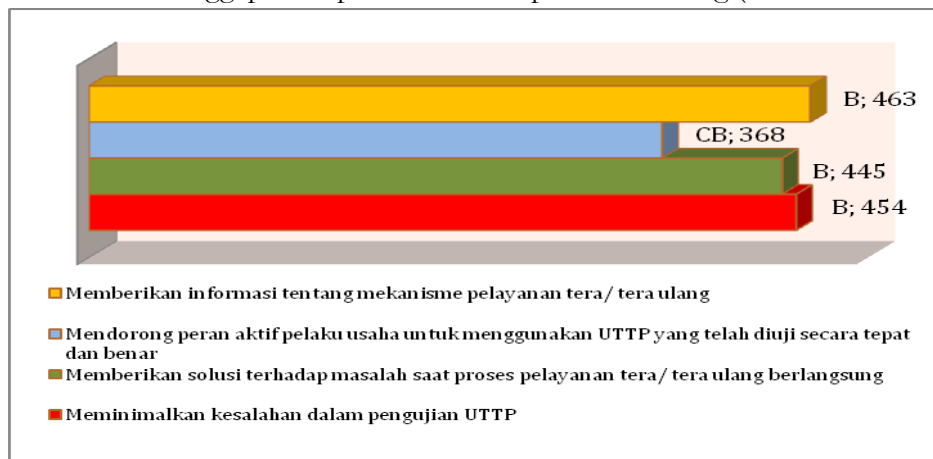 B; 463
CB; 368
B; 445
B; 454
Memberikan informasi tentang mekanisme pelayanan tera/ tera ulang
Mendorong peran aktif pelaku usaha untuk menggunakan UTTP yang telah diuji secara tepat
dan benar
Memberikan solusi terhadap masalah saat proses pelayanan tera/ tera ulang berlangsung
Meminimalkan kesalahan dalam pengujian UTTP